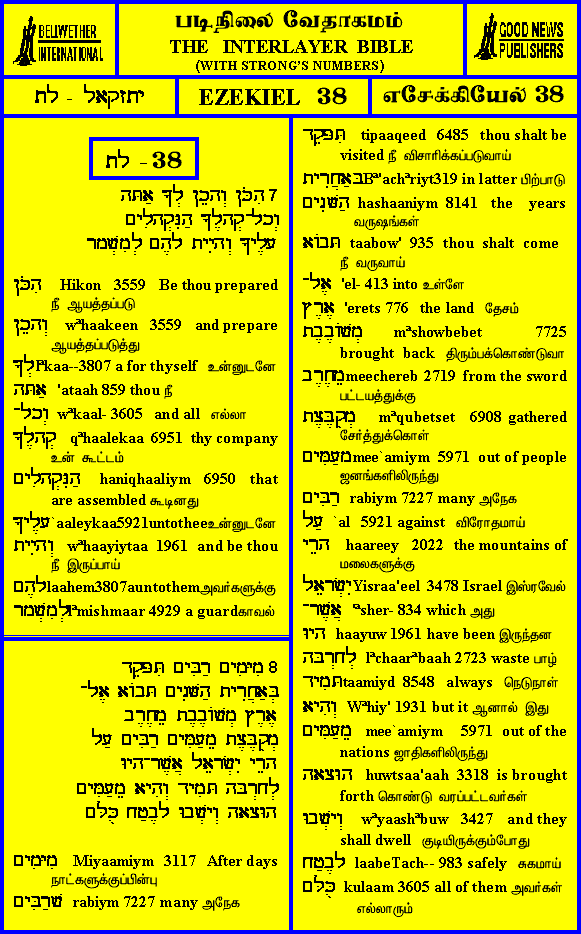 BELLWETHER
INTERNATIONAL
படிநிலை வேதாகமம்
THE INTERLAYER BIBLE
(WITH STRONG'S NUMBERS)
GOOD NEWS
PUBLISHERS
יחזקאל - לח
EZEKIEL 38
எசேக்கியேல் 38
לח - 38
7 הִכֹּן וְהָכֵן לְךָ אַתָּה
וְכָל־קְהָלֶךָ הַנִּקְהָלִים
עָלֶיךָ וְהָיִיתָ לָהֶם לְמִשְׁמָר
הִכֹּן Hikon 3559 Be thou prepared
நீ ஆயத்தப்படு
וְהָכֵן wᵃhaakeen 3559 and prepare
ஆயத்தப்படுத்து
לְךָ lᵃkaa--3807 a for thyself உன்னுடனே
אַתָּה 'ataah 859 thou நீ
וְכָל־ wᵃkaal- 3605 and all எல்லா
קְהָלֶךָ qᵃhaalekaa 6951 thy company
உன் கூட்டம்
הַנִּקְהָלִים haniqhaaliym 6950 that
are assembled கூடினது
עָלֶיךָ `aaleykaa5921untotheeஉன்னுடனே
וְהָיִיתָ wᵃhaayiytaa 1961 and be thou
நீ இருப்பாய்
לָהֶם laahem3807auntothemஅவர்களுக்கு
לְמִשְׁמָר lᵃmishmaar 4929 a guardகாவல்
8 מִיָּמִים רַבִּים תִּפָּקֵד
בְּאַחֲרִית הַשָּׁנִים תָּבוֹא אֶל־
אֶרֶץ מְשׁוֹבֶבֶת מֵחֶרֶב
מְקֻבֶּצֶת מֵעַמִּים רַבִּים עַל
הָרֵי יִשְׂרָאֵל אֲשֶׁר־הָיוּ
לְחָרְבָּה תָּמִיד וְהִיא מֵעַמִּים
הוּצָאָה וְיָשְׁבוּ לָבֶטַח כֻּלָּם
מִיָּמִים Miyaamiym 3117 After days
நாட்களுக்குப்பின்பு
שׁרַבִּים rabiym 7227 many அநேக
תִּפָּקֵד tipaaqeed 6485 thou shalt be
visited நீ விசாரிக்கப்படுவாய்
בְּאַחֲרִית Bᵃ'achᵃriyt319 in latter பிற்பாடு
הַשָּׁנִים hashaaniym 8141 the years
வருஷங்கள்
תָּבוֹא taabow' 935 thou shalt come
நீ வருவாய்
אֶל־ 'el- 413 into உள்ளே
אֶרֶץ 'erets 776 the land தேசம்
מְשׁוֹבֶבֶת mᵃshowbebet 7725
brought back திரும்பக்கொண்டுவா
מֵחֶרֶב meechereb 2719 from the sword
பட்டயத்துக்கு
מְקֻבֶּצֶת mᵃqubetset 6908 gathered
சேர்த்துக்கொள்
מֵעַמִּים mee`amiym 5971 out of people
ஜனங்களிலிருந்து
רַבִּים rabiym 7227 many அநேக
עַל `al 5921 against விரோதமாய்
הָרֵי haareey 2022 the mountains of
மலைகளுக்கு
יִשְׂרָאֵל Yisraa'eel 3478 Israel இஸ்ரவேல்
אֲשֶׁר־ ᵃsher- 834 which அது
הָיוּ haayuw 1961 have been இருந்தன
לְחָרְבָּה lᵃchaarᵃbaah 2723 waste பாழ்
תָּמִיד taamiyd 8548 always நெடுநாள்
וְהִיא Wᵃhiy' 1931 but it ஆனால் இது
מֵעַמִּים mee`amiym 5971 out of the
nations ஜாதிகளிலிருந்து
הוּצָאָה huwtsaa'aah 3318 is brought
forth கொண்டு வரப்பட்டவர்கள்
וְיָשְׁבוּ wᵃyaashᵃbuw 3427 and they
shall dwell குடியிருக்கும்போது
לָבֶטַח laabeTach-- 983 safely சுகமாய்
כֻּלָּם kulaam 3605 all of them அவர்கள்
எல்லாரும்